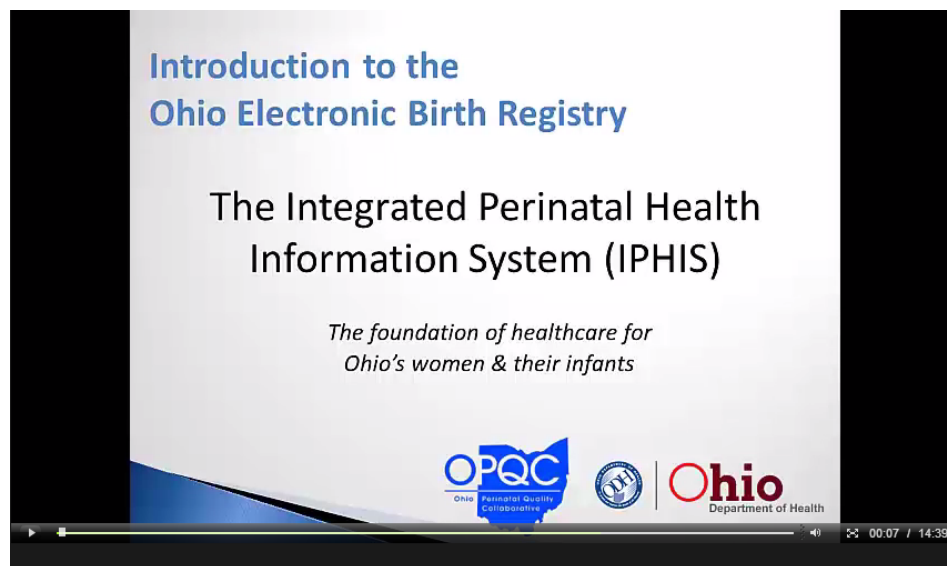 Introduction to the
Ohio Electronic Birth Registry
The Integrated Perinatal Health
Information System (IPHIS)
The foundation of healthcare for
Ohio's women & their infants
OPQC
Ohio Perinatal Quality
Collaborative
ODH
Ohio
Department of Health
00:07 / 14:39